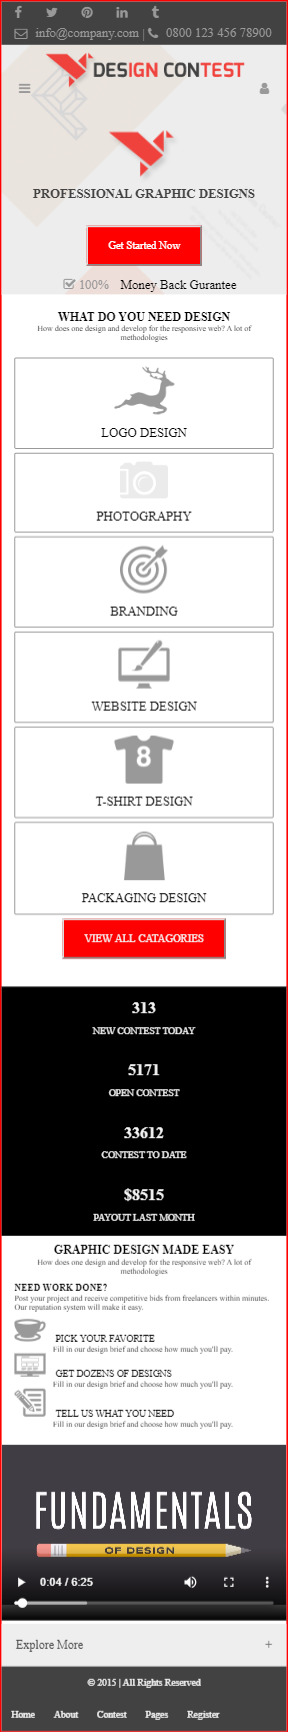 info@company.com | 0800 123 456 78900
DESIGN CONTEST
PROFESSIONAL GRAPHIC DESIGNS
Get Started Now
100% Money Back Gurantee
WHAT DO YOU NEED DESIGN
How does one design and develop for the responsive web? A lot of
methodologies
LOGO DESIGN
PHOTOGRAPHY
BRANDING
WEBSITE DESIGN
8
T-SHIRT DESIGN
PACKAGING DESIGN
VIEW ALL CATAGORIES
313
NEW CONTEST TODAY
5171
OPEN CONTEST
33612
CONTEST TO DATE
$8515
PAYOUT LAST MONTH
GRAPHIC DESIGN MADE EASY
How does one design and develop for the responsive web? A lot of
methodologies
NEED WORK DONE?
Post your project and receive competitive bids from freelancers within minutes.
Our reputation system will make it easy.
PICK YOUR FAVORITE
Fill in our design brief and choose how much you'll pay.
GET DOZENS OF DESIGNS
Fill in our design brief and choose how much you'll pay.
TELL US WHAT YOU NEED
Fill in our design brief and choose how much you'll pay.
FUNDAMENTALS
OF DESIGN
0:04 / 6:25
Explore More +
© 2015 | All Rights Reserved
Home About Contest Pages Register